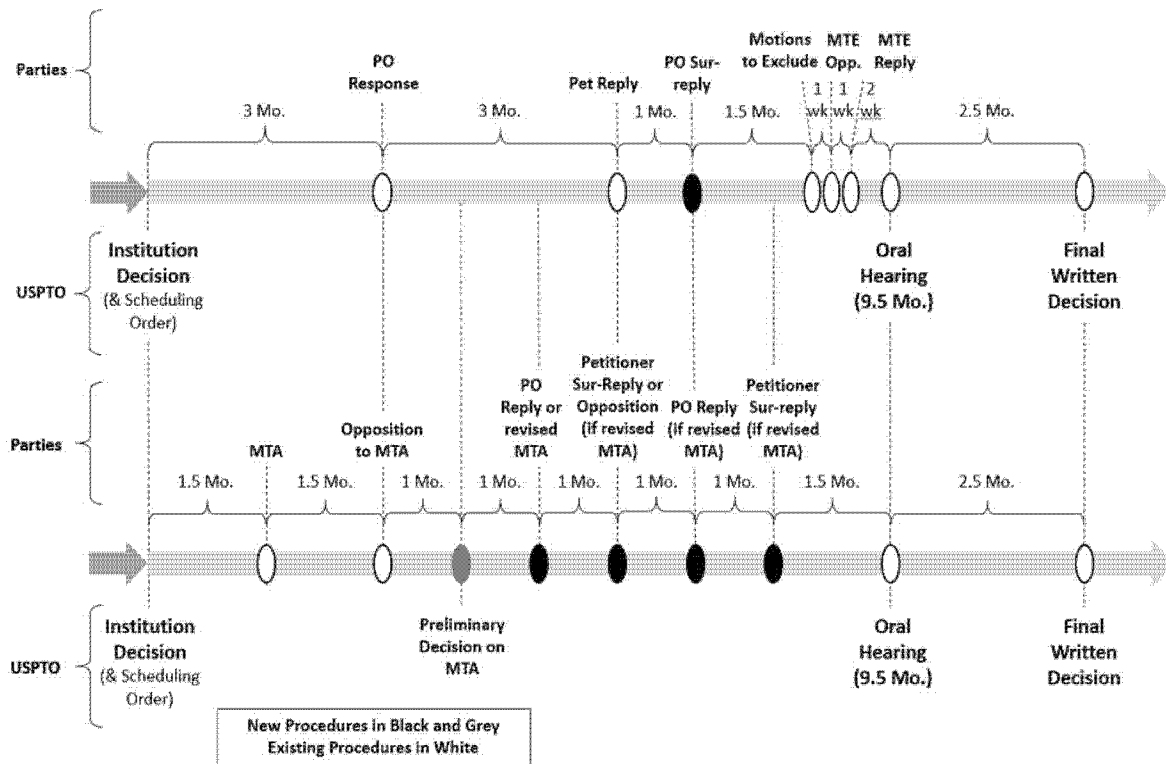 Parties
PO
Response
Pet Reply
PO Sur-
reply
Motions
to Exclude
MTE
Opp.
MTE
Reply
3 Mo.
3 Mo.
1 Mo.
1.5 Mo.
1
wk
1
wk
2
wk
2.5 Mo.
USPTO
Institution
Decision
(& Scheduling
Order)
Oral
Hearing
(9.5 Mo.)
Final
Written
Decision
Parties
MTA
Opposition
to MTA
PO
Reply or
revised
MTA
Petitioner
Sur-Reply or
Opposition
(if revised
MTA)
PO Reply
(if revised
MTA)
Petitioner
Sur-reply
(if revised
MTA)
1.5 Mo.
1.5 Mo.
1 Mo.
1 Mo.
1 Mo.
1 Mo.
1 Mo.
1.5 Mo.
2.5 Mo.
USPTO
Institution
Decision
(& Scheduling
Order)
Preliminary
Decision on
MTA
Oral
Hearing
(9.5 Mo.)
Final
Written
Decision
New Procedures in Black and Grey
Existing Procedures in White